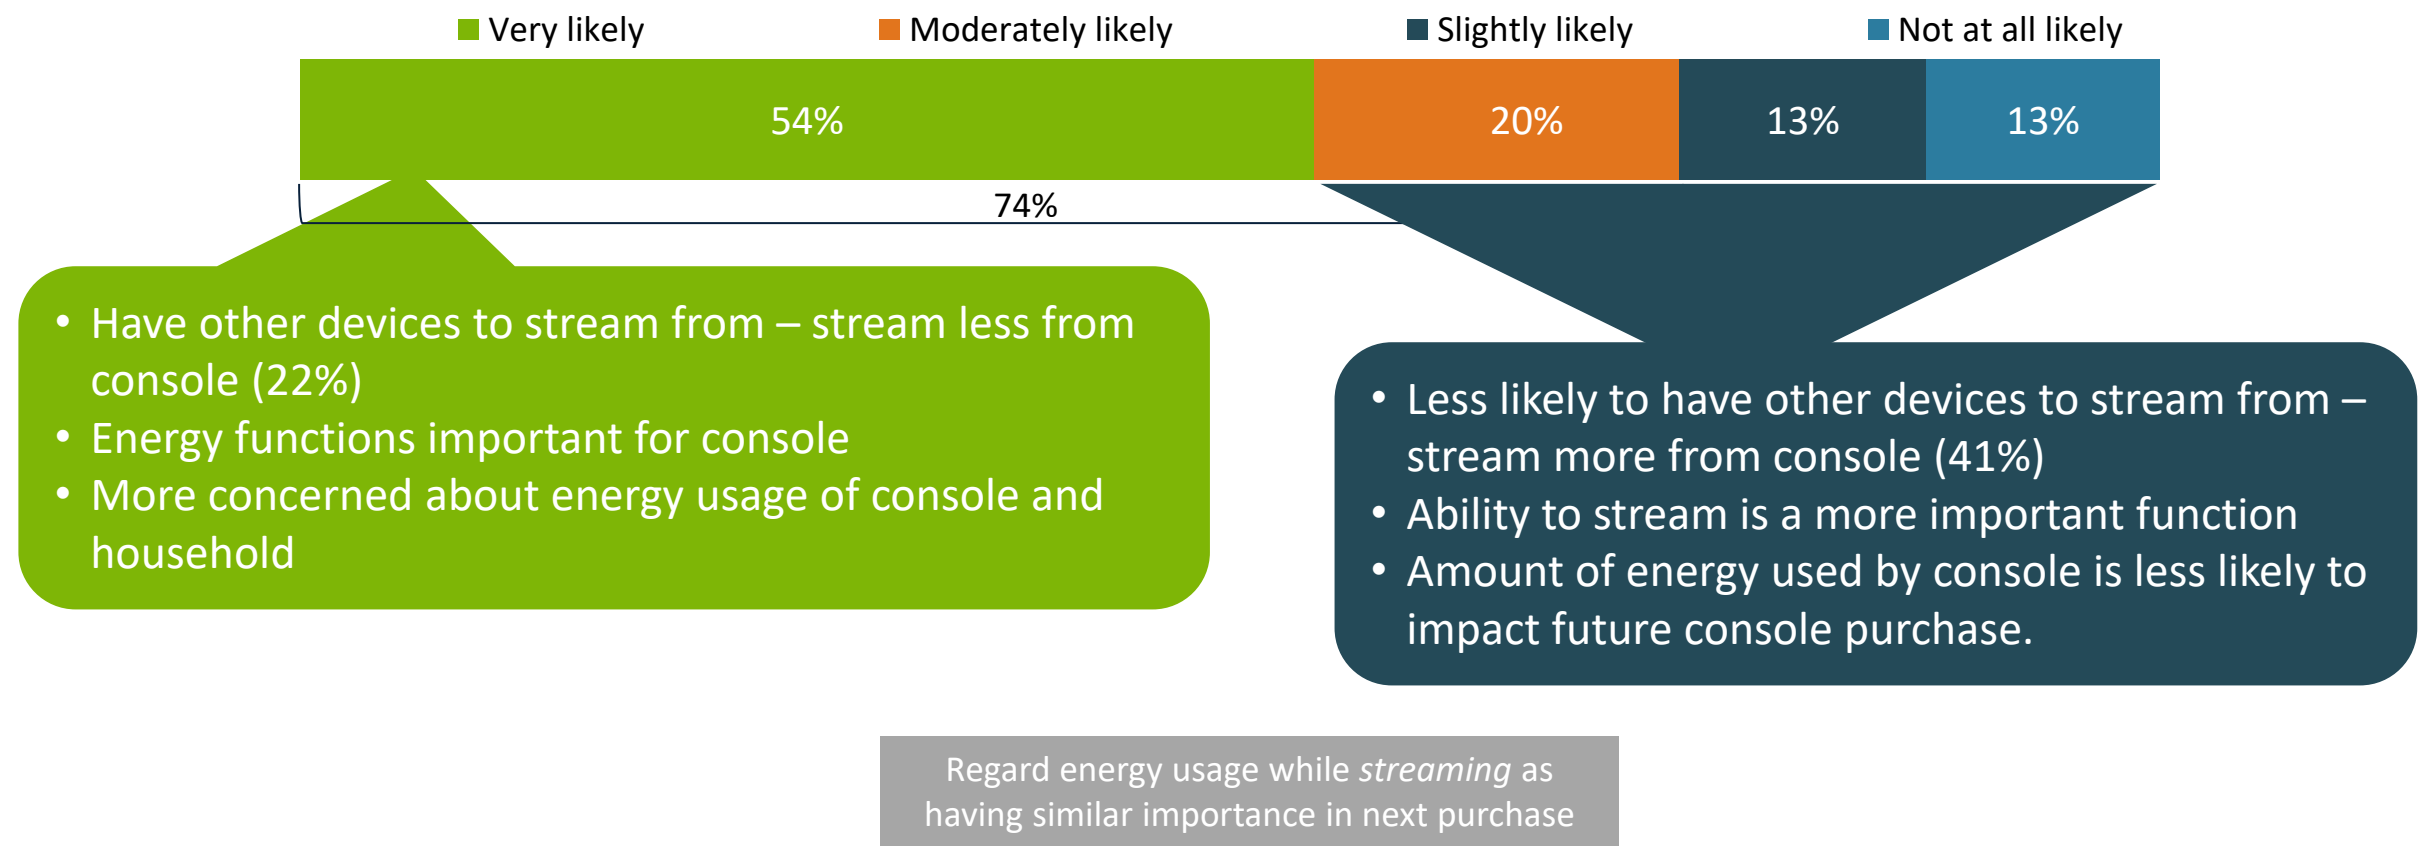 Very likely
Moderately likely
Slightly likely
Not at all likely
54%
20%
13%
13%
74%
• Have other devices to stream from – stream less from
console (22%)
• Energy functions important for console
• More concerned about energy usage of console and
household
• Less likely to have other devices to stream from –
stream more from console (41%)
• Ability to stream is a more important function
• Amount of energy used by console is less likely to
impact future console purchase.
Regard energy usage while streaming as
having similar importance in next purchase